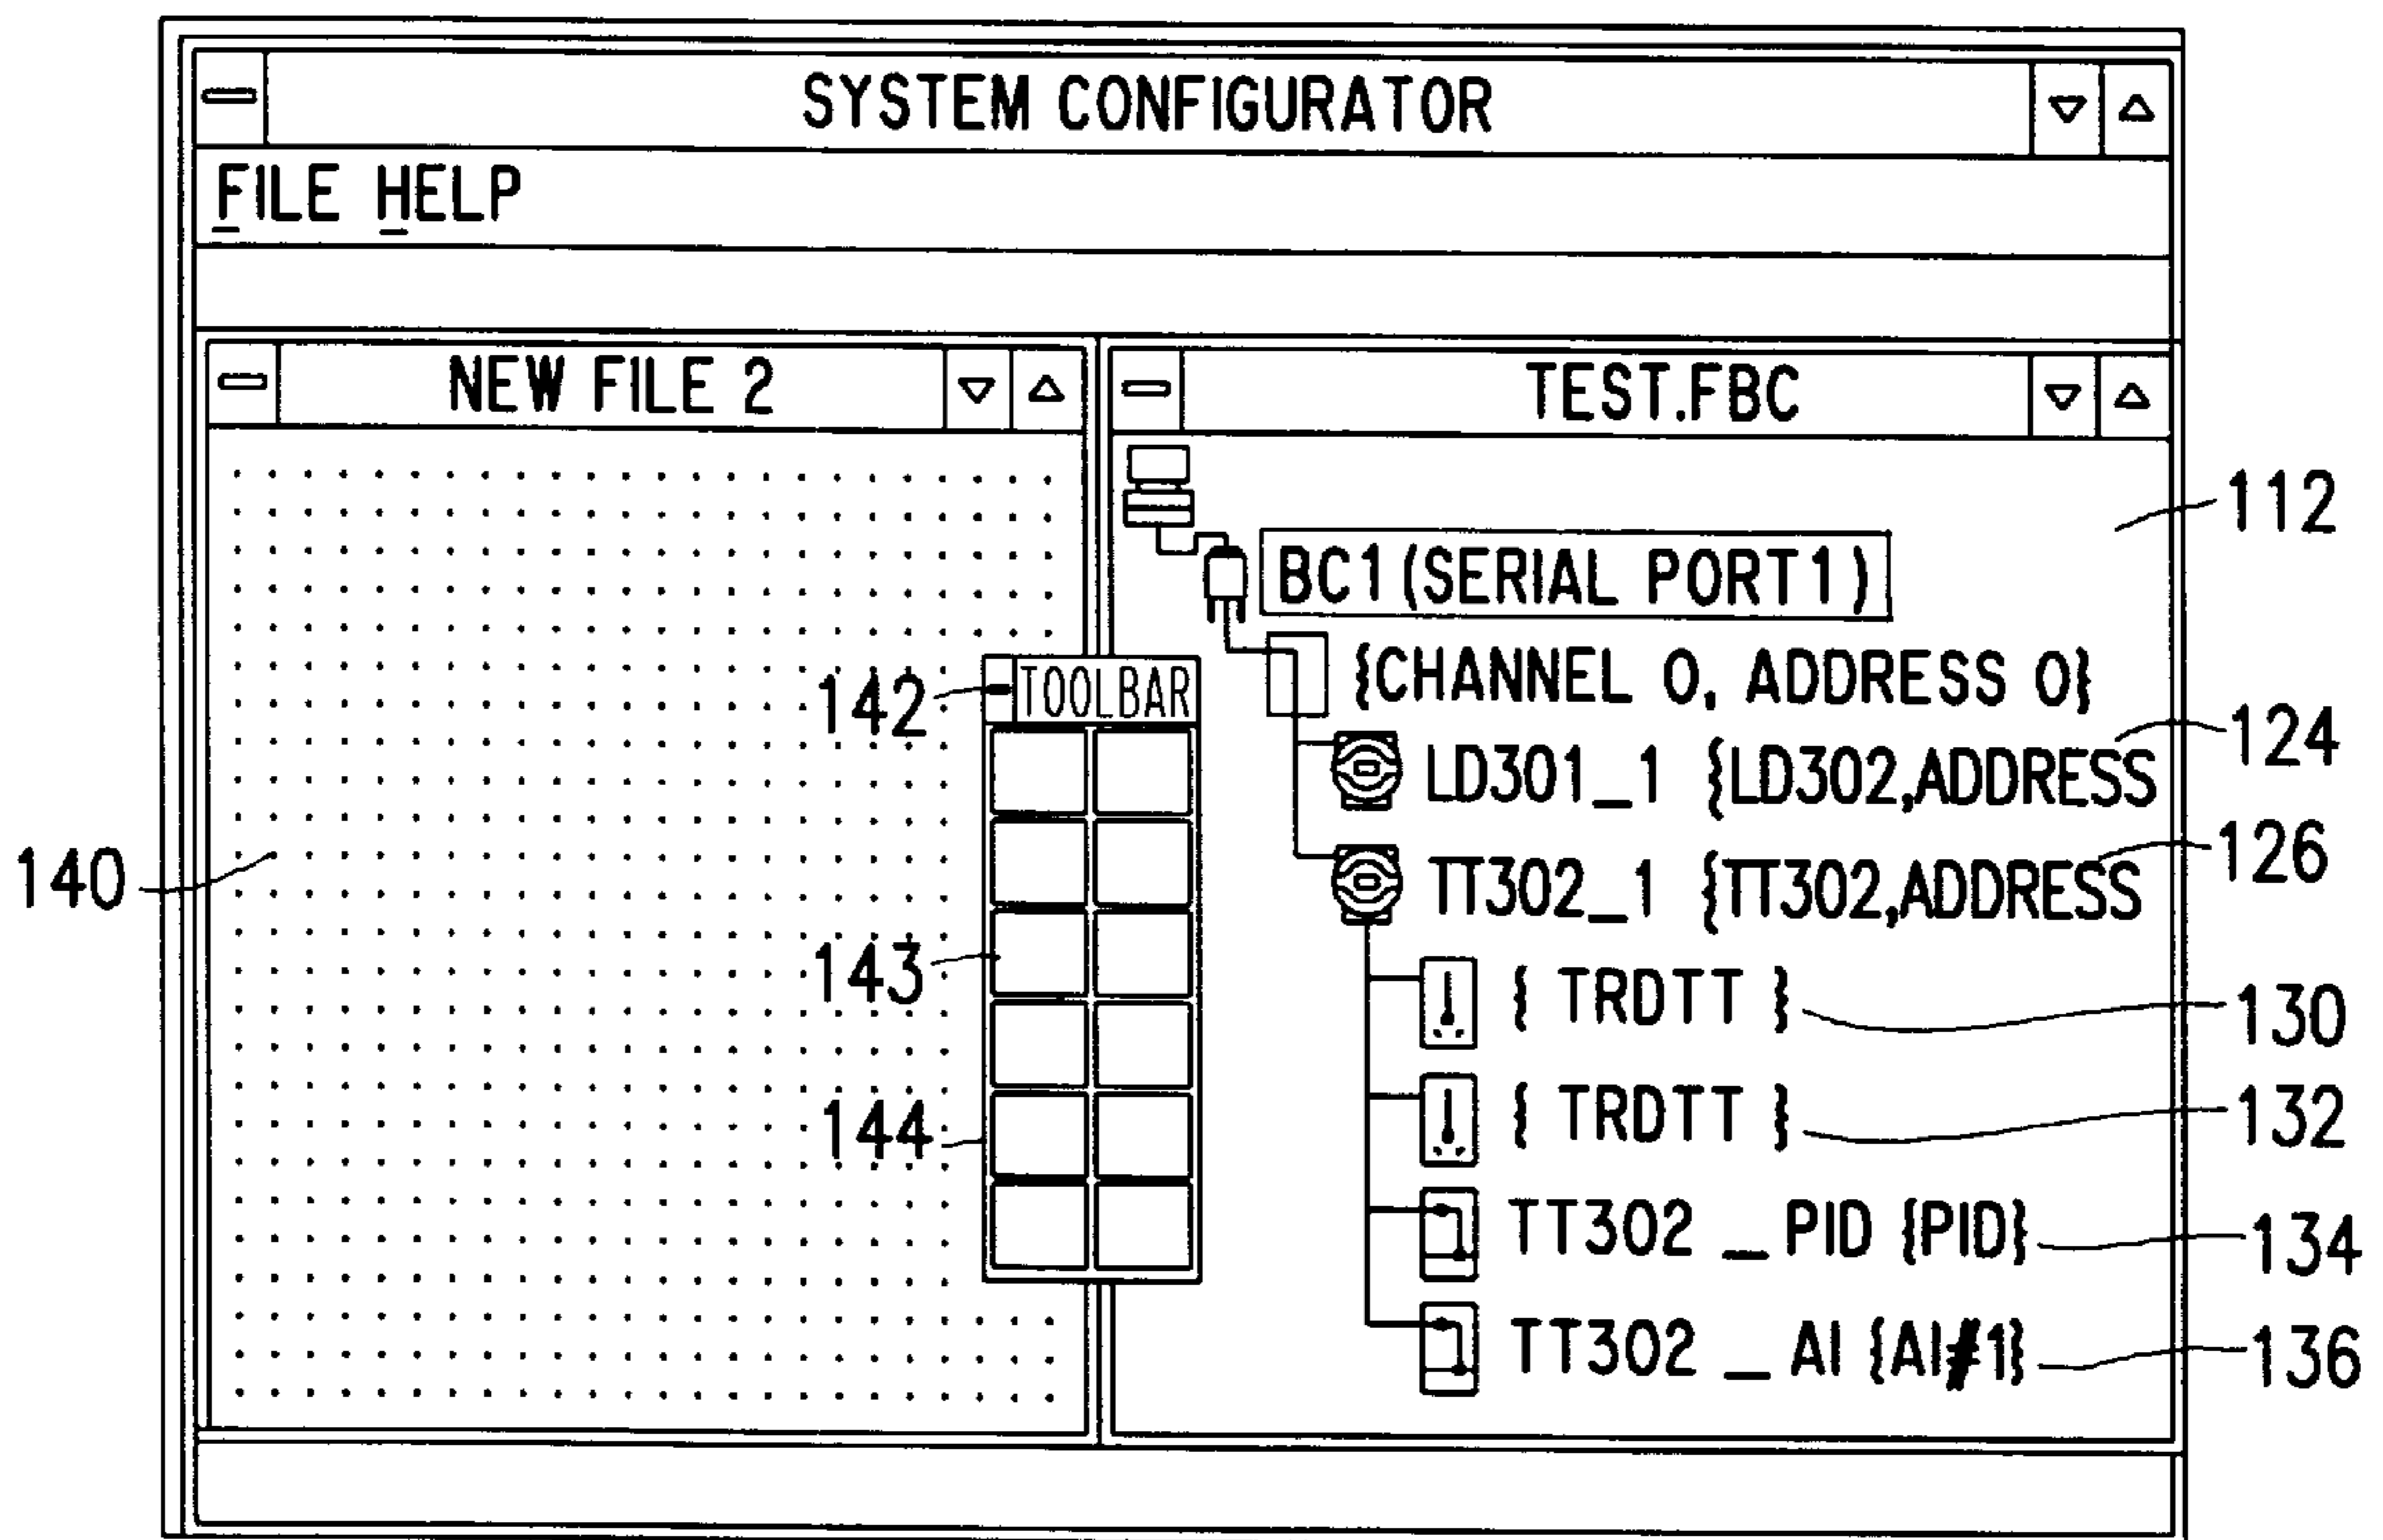 SYSTEM CONFIGURATOR
FILE HELP
NEW FILE 2
TEST.FBC
112
BC1(SERIAL PORT1)
{CHANNEL 0, ADDRESS 0}
142
TOOLBAR
124
LD301_1 {LD302,ADDRESS
126
TT302_1 {TT302,ADDRESS
140
143
{ TRDTT }
130
144
{ TRDTT }
132
TT302 _ PID {PID}
134
TT302 _ AI {AI#1}
136